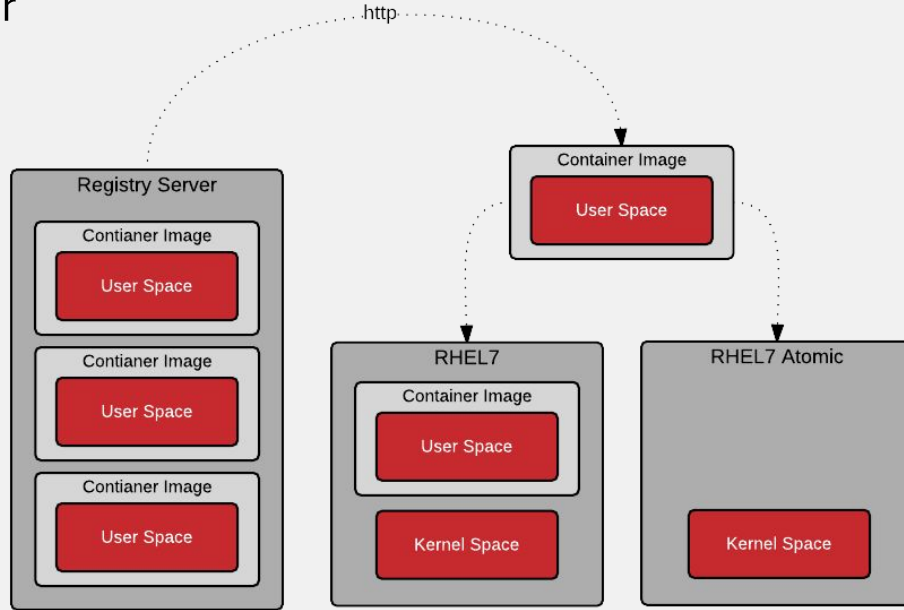 r
http
Registry Server
Contianer Image
User Space
Contianer Image
User Space
Contianer Image
User Space
Container Image
User Space
RHEL7
Container Image
User Space
Kernel Space
RHEL7 Atomic
Kernel Space